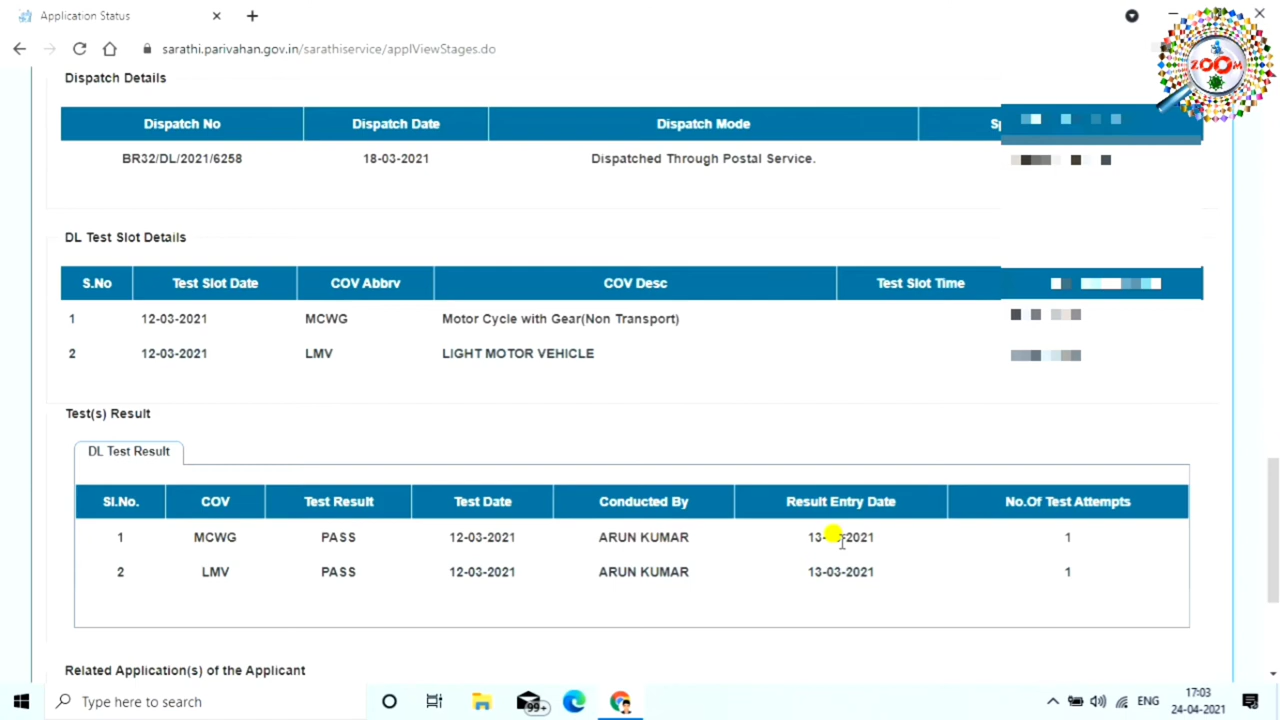 Application Status
sarathi.parivahan.gov.in/sarathiservice/applViewStages.do
ZOOM
Dispatch Details
Dispatch No Dispatch Date Dispatch Mode
BR32/DL/2021/6258 18-03-2021 Dispatched Through Postal Service.
DL Test Slot Details
S.No Test Slot Date COV Abbrv COV Desc Test Slot Time
1 12-03-2021 MCWG Motor Cycle with Gear(Non Transport)
2 12-03-2021 LMV LIGHT MOTOR VEHICLE
Test(s) Result
DL Test Result
Sl.No. COV Test Result Test Date Conducted By Result Entry Date No.Of Test Attempts
1 MCWG PASS 12-03-2021 ARUN KUMAR 13- 2021 1
2 LMV PASS 12-03-2021 ARUN KUMAR 13-03-2021 1
Related Application(s) of the Applicant
Type here to search 99+ ENG 17:03
24-04-2021